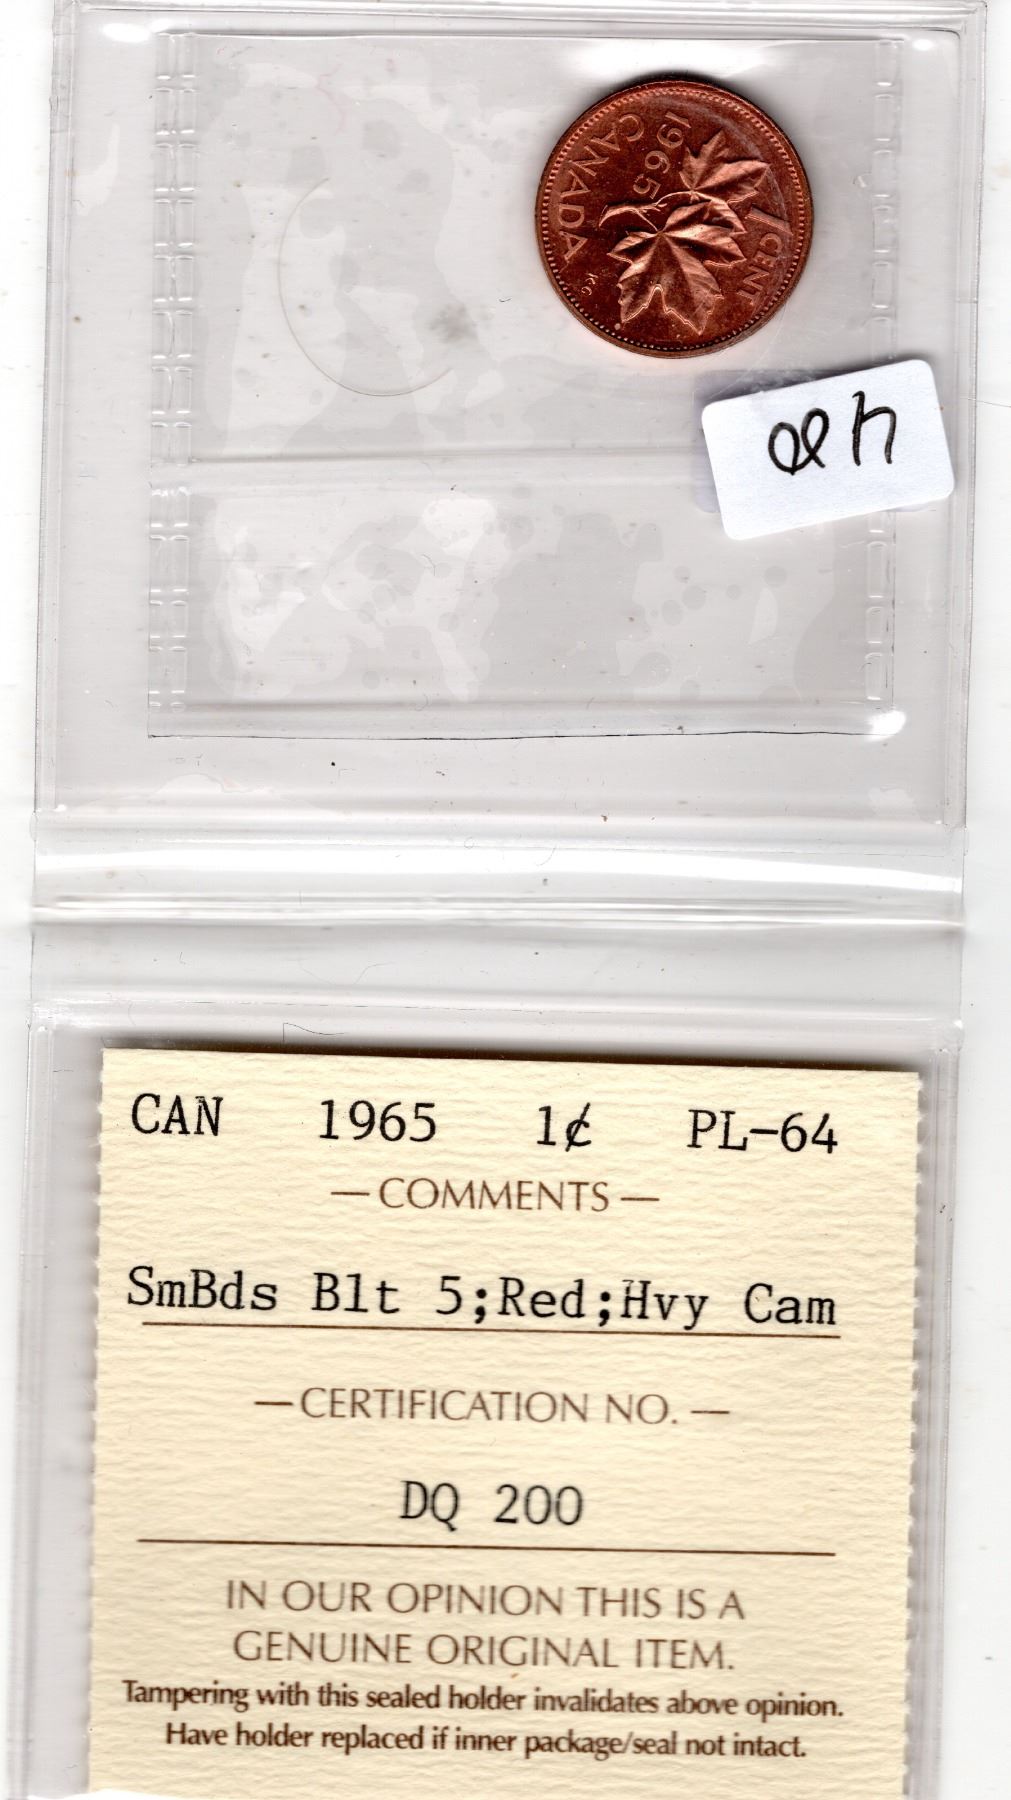 1965
CANADA
1 CENT
KG
CAN 1965 1¢ PL-64
—COMMENTS—
SmBds Blt 5;Red;Hvy Cam
—CERTIFICATION NO.—
DQ 200
IN OUR OPINION THIS IS A
GENUINE ORIGINAL ITEM.
Tampering with this sealed holder invalidates above opinion.
Have holder replaced if inner package/seal not intact.